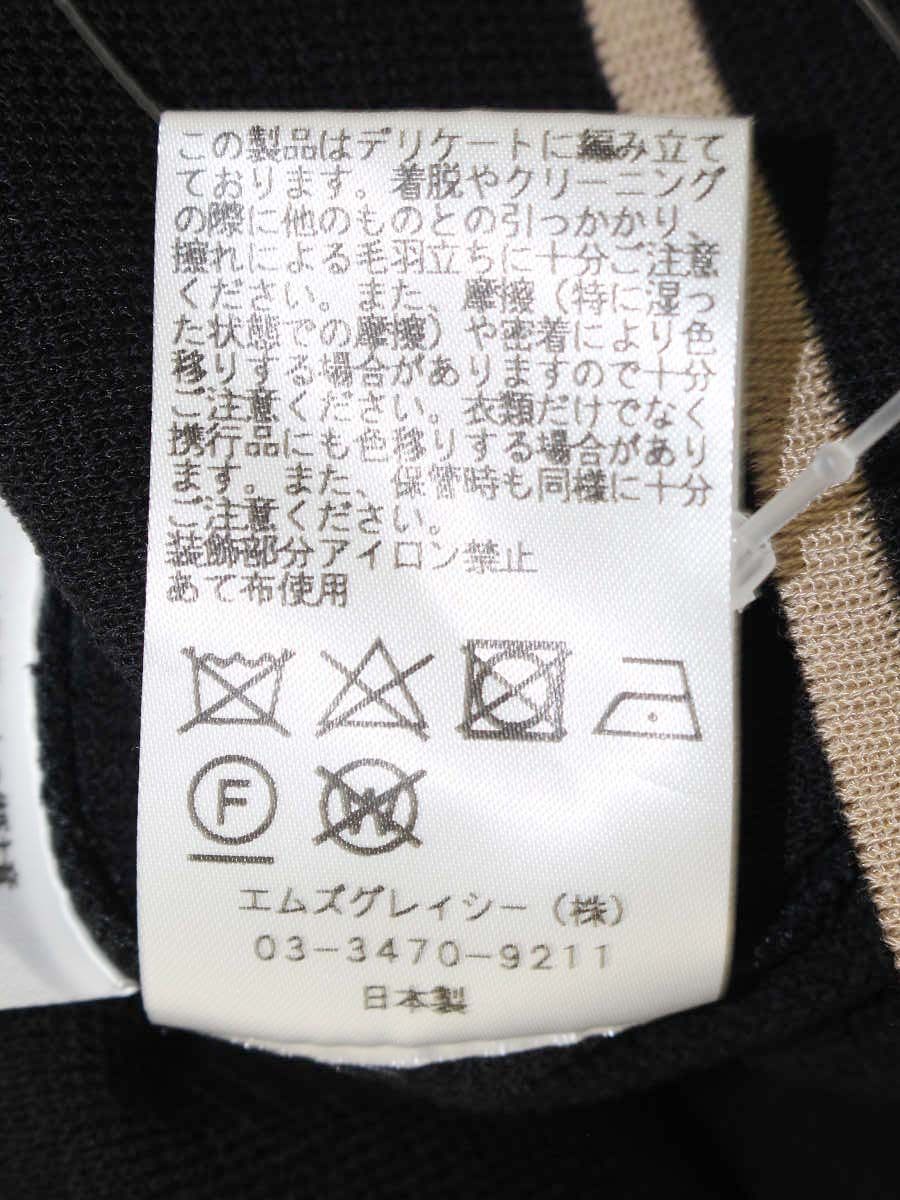 この製品はデリケートに編み立て
ております。着脱やクリーニング
の際に他のものとの引っかかり、
擦れによる毛羽立ちに十分ご注意
ください。また、摩擦（特に湿っ
た状態での摩擦）や密着により色
移りする場合がありますので十分
ご注意ください。衣類だけでなく
携行品にも色移りする場合があり
ます。また、保管時も同様に十分
ご注意ください。
装飾部分アイロン禁止
あて布使用
F
W
エムズグレイシー（株）
03-3470-9211
日本製